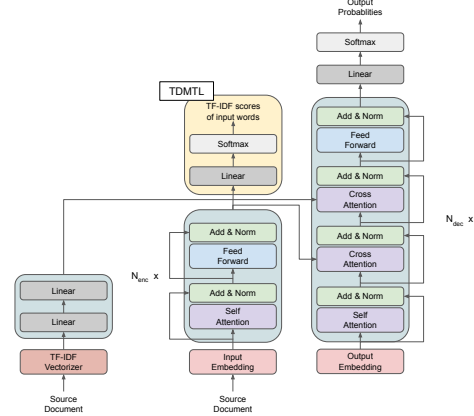 Output
Probabilities
Softmax
Linear
Add & Norm
Feed
Forward
Add & Norm
Cross
Attention
Add & Norm
Cross
Attention
Add & Norm
Self
Attention
Output
Embedding
N_dec x
TDMTL
TF-IDF scores
of input words
Softmax
Linear
Add & Norm
Feed
Forward
Add & Norm
Self
Attention
N_enc x
Input
Embedding
Source
Document
Linear
Linear
TF-IDF
Vectorizer
Source
Document